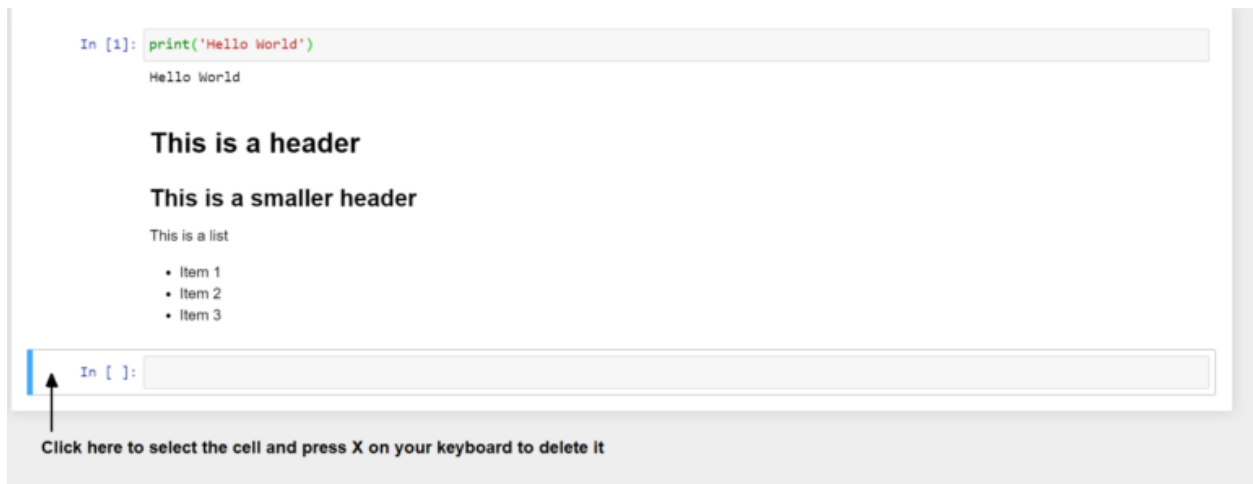 In [1]: print('Hello World')
Hello World
This is a header
This is a smaller header
This is a list
• Item 1
• Item 2
• Item 3
In [ ]:
Click here to select the cell and press X on your keyboard to delete it